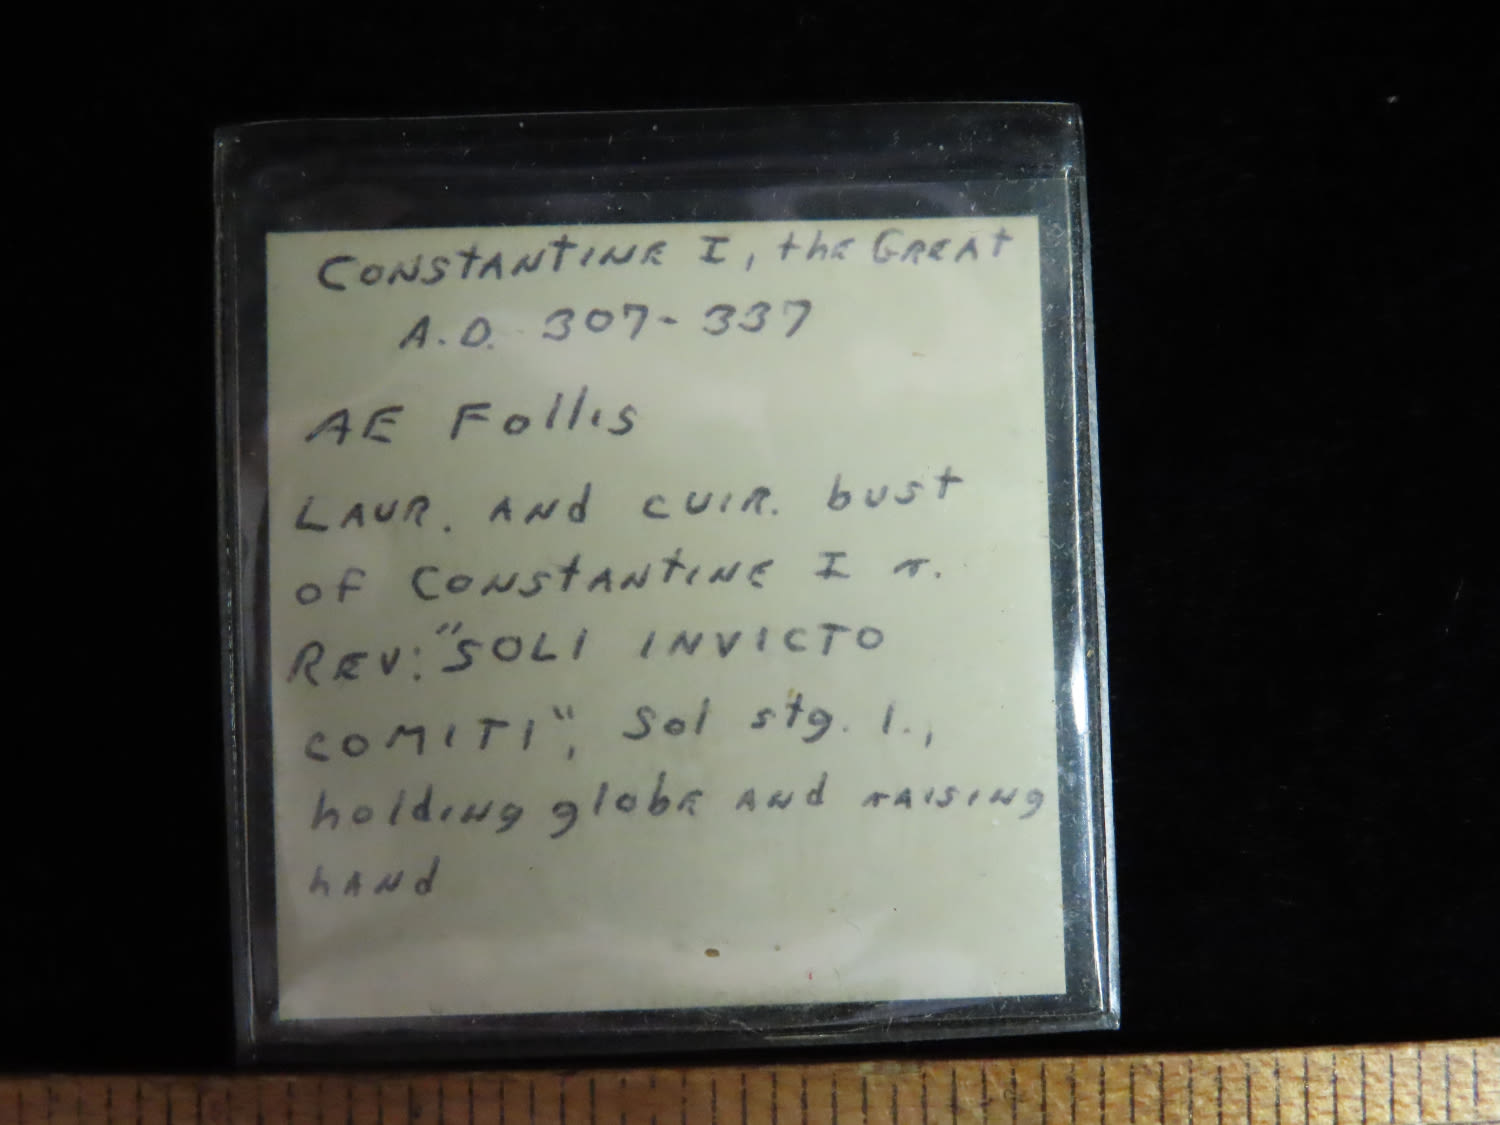 Constantine I, the Great
A.D. 307-337
AE Follis
Laur. and cuir. bust
of Constantine I r.
Rev: "SOLI INVICTO
COMITI", Sol stg. l.,
holding globe and raising
hand